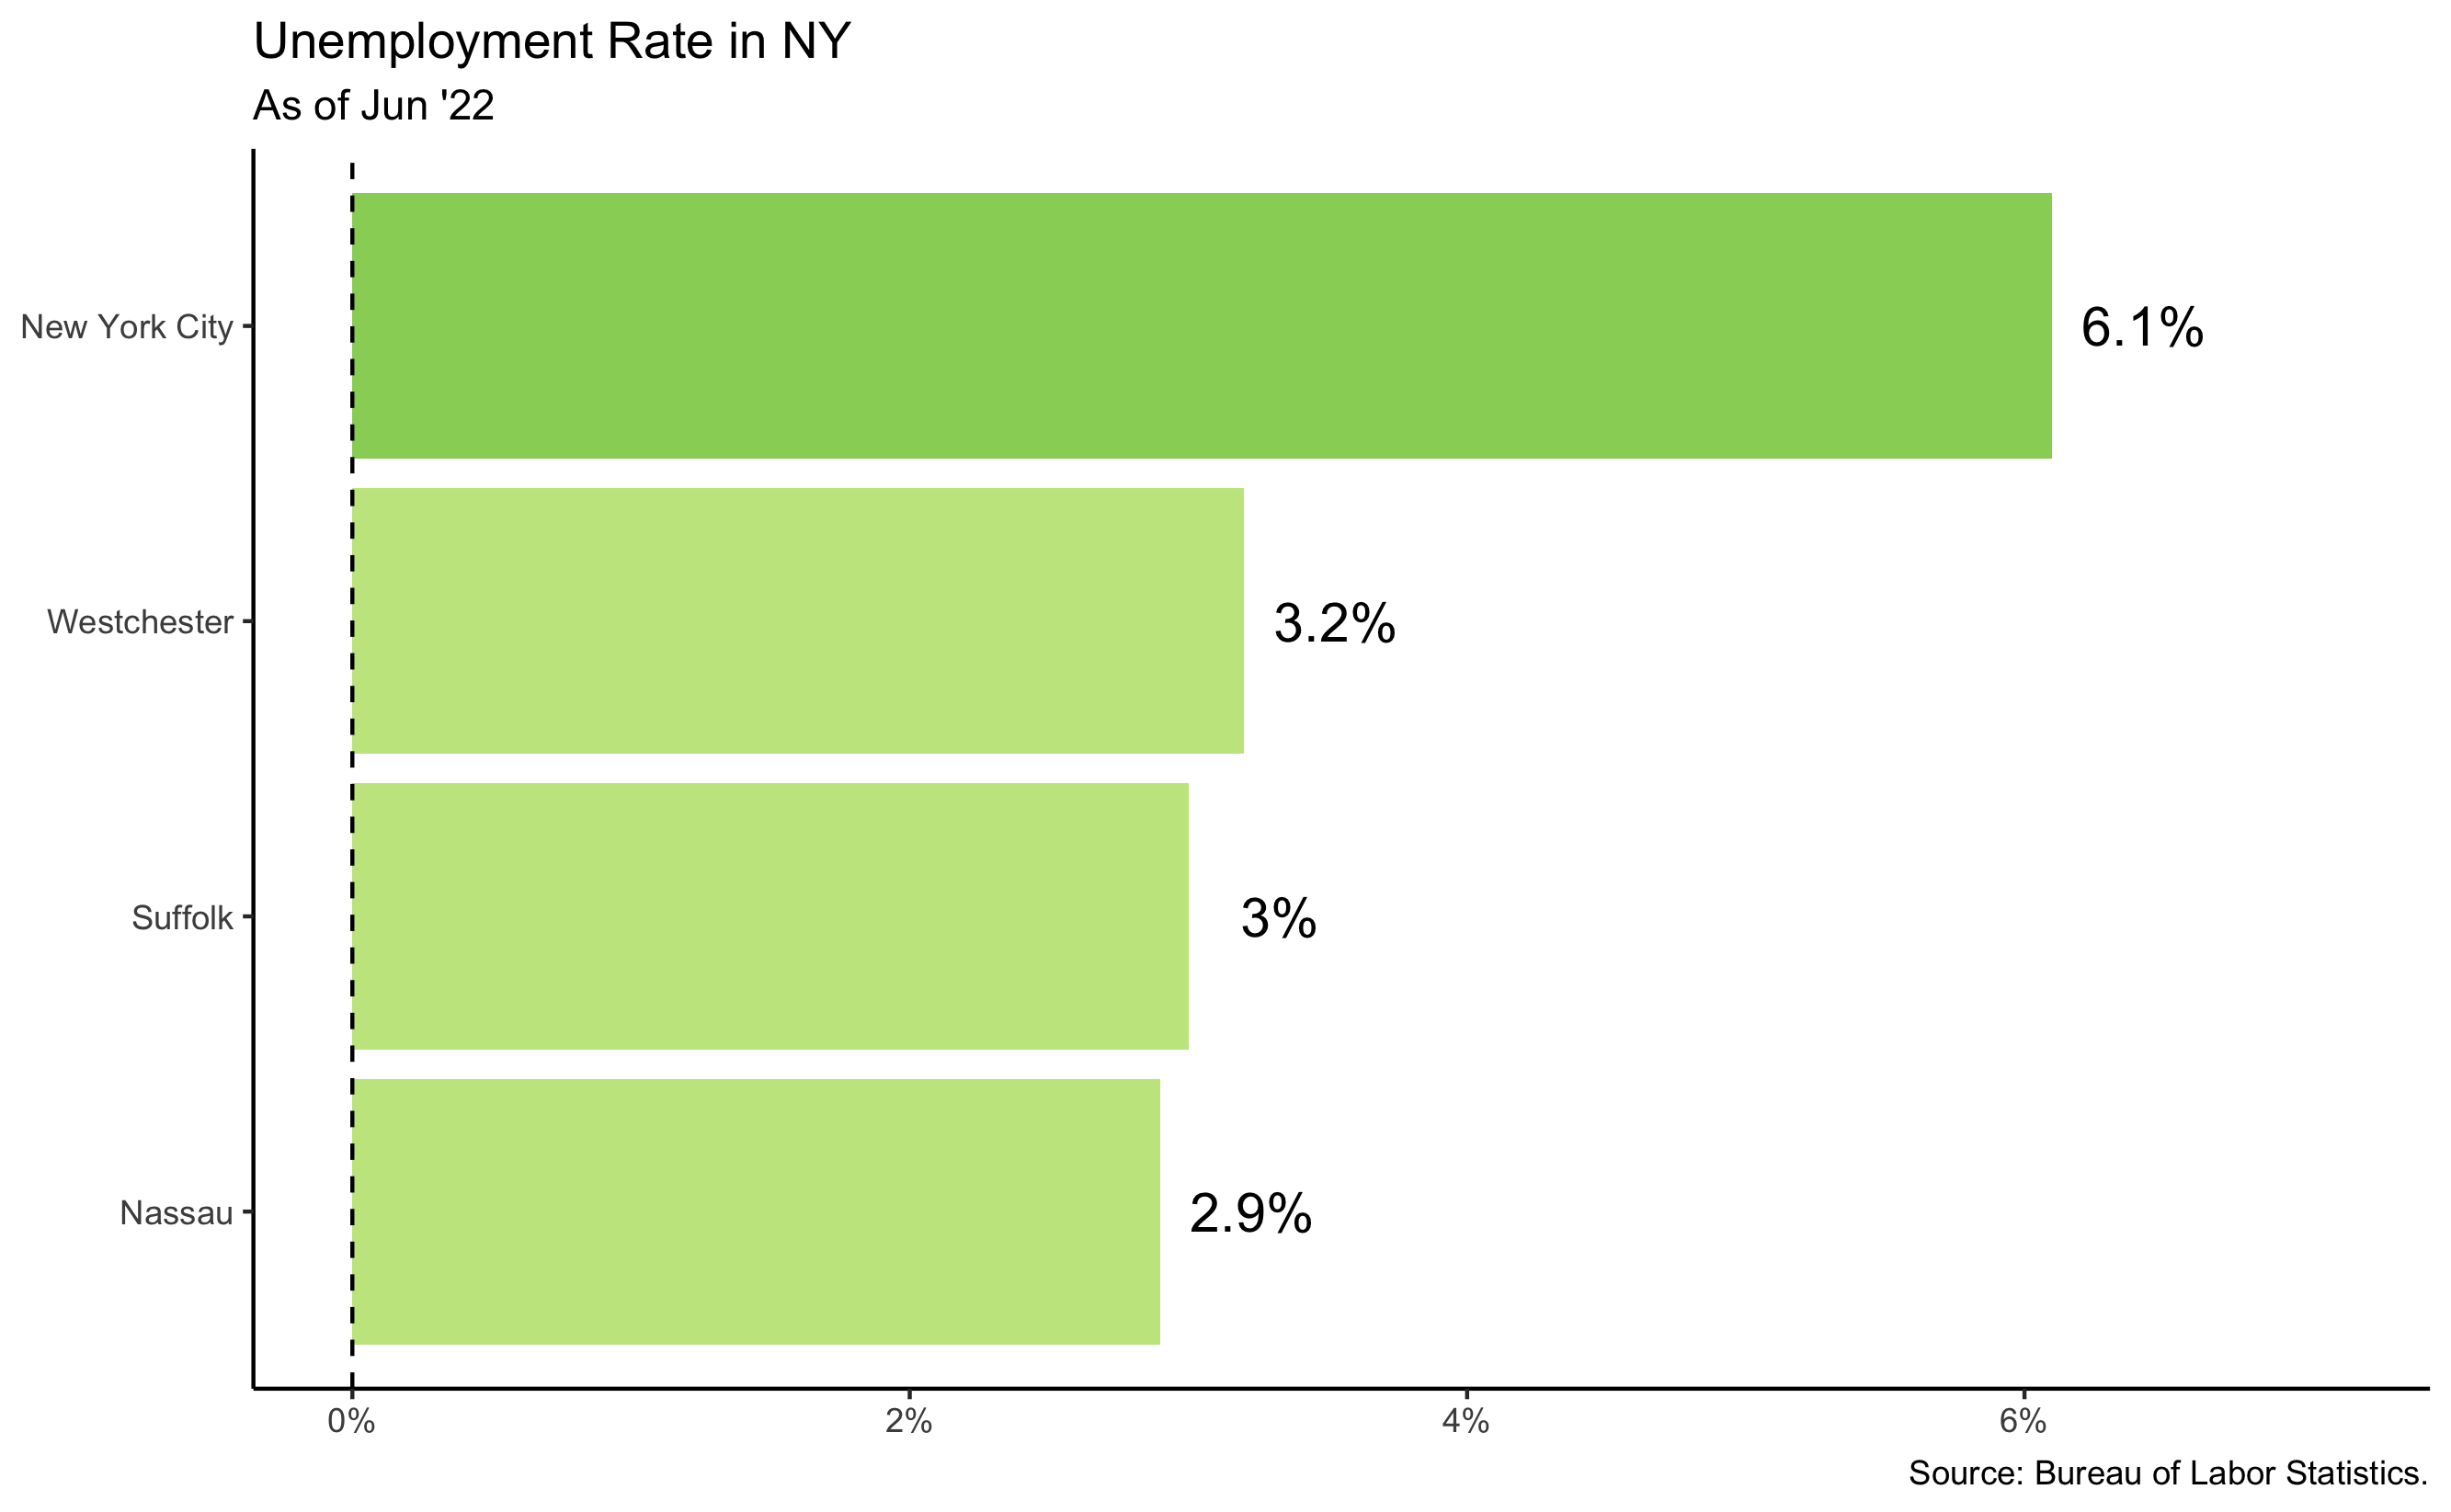 Unemployment Rate in NY
As of Jun '22
New York City
6.1%
Westchester
3.2%
Suffolk
3%
Nassau
2.9%
0% 2% 4% 6%
Source: Bureau of Labor Statistics.